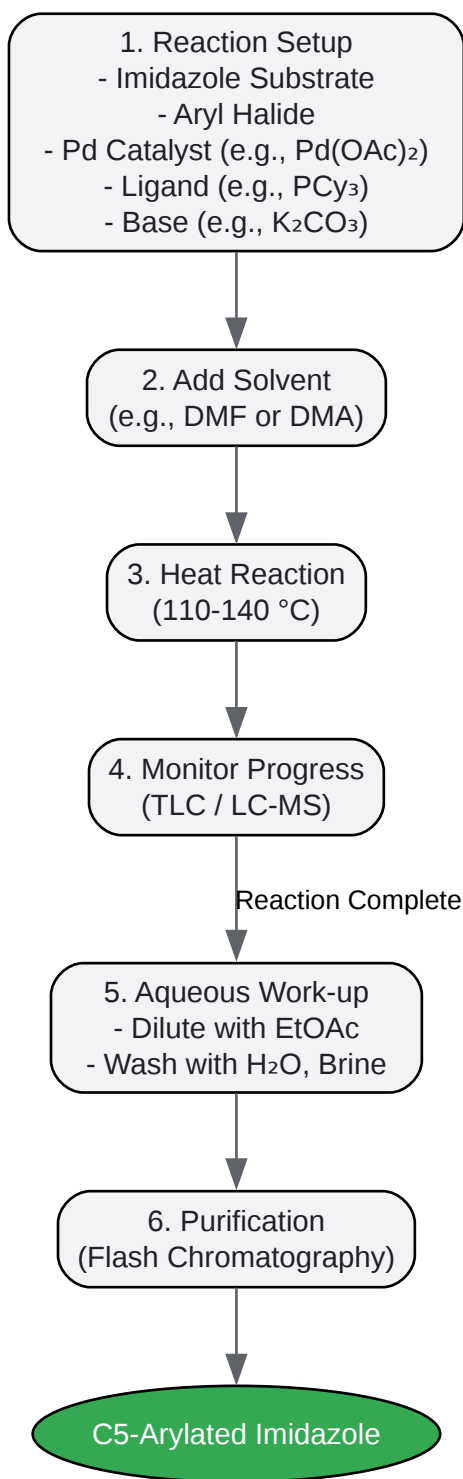 1. Reaction Setup
- Imidazole Substrate
- Aryl Halide
- Pd Catalyst (e.g., Pd(OAc)₂)
- Ligand (e.g., PCy₃)
- Base (e.g., K₂CO₃)
2. Add Solvent
(e.g., DMF or DMA)
3. Heat Reaction
(110-140 °C)
4. Monitor Progress
(TLC / LC-MS)
Reaction Complete
5. Aqueous Work-up
- Dilute with EtOAc
- Wash with H₂O, Brine
6. Purification
(Flash Chromatography)
C5-Arylated Imidazole